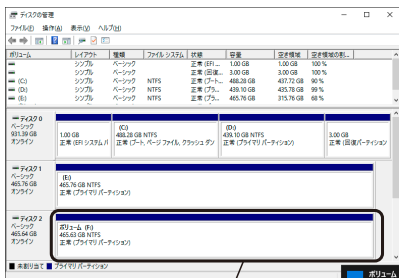 ディスクの管理
ファイル(F) 操作(A) 表示(V) ヘルプ(H)
ボリューム レイアウト 種類 ファイル システム 状態 容量 空き領域 空き領域の割...
シンプル ベーシック 正常 (EFI ... 1.00 GB 1.00 GB 100 %
シンプル ベーシック 正常 (回復... 3.00 GB 3.00 GB 100 %
(C:) シンプル ベーシック NTFS 正常 (ブート... 488.28 GB 437.72 GB 90 %
(D:) シンプル ベーシック NTFS 正常 (プラ... 439.10 GB 435.78 GB 99 %
(E:) シンプル ベーシック NTFS 正常 (プラ... 465.76 GB 315.76 GB 68 %
ディスク 0
ベーシック
931.39 GB
オンライン
1.00 GB
正常 (EFI システム パ
(C:)
488.28 GB NTFS
正常 (ブート, ページ ファイル, クラッシュ ダン
(D:)
439.10 GB NTFS
正常 (プライマリ パーティション)
3.00 GB
正常 (回復パーティション)
ディスク 1
ベーシック
465.76 GB
オンライン
(E:)
465.76 GB NTFS
正常 (プライマリ パーティション)
ディスク 2
ベーシック
465.64 GB
オンライン
ボリューム (F:)
465.63 GB NTFS
正常 (プライマリ パーティション)
未割り当て プライマリ パーティション
ボリューム